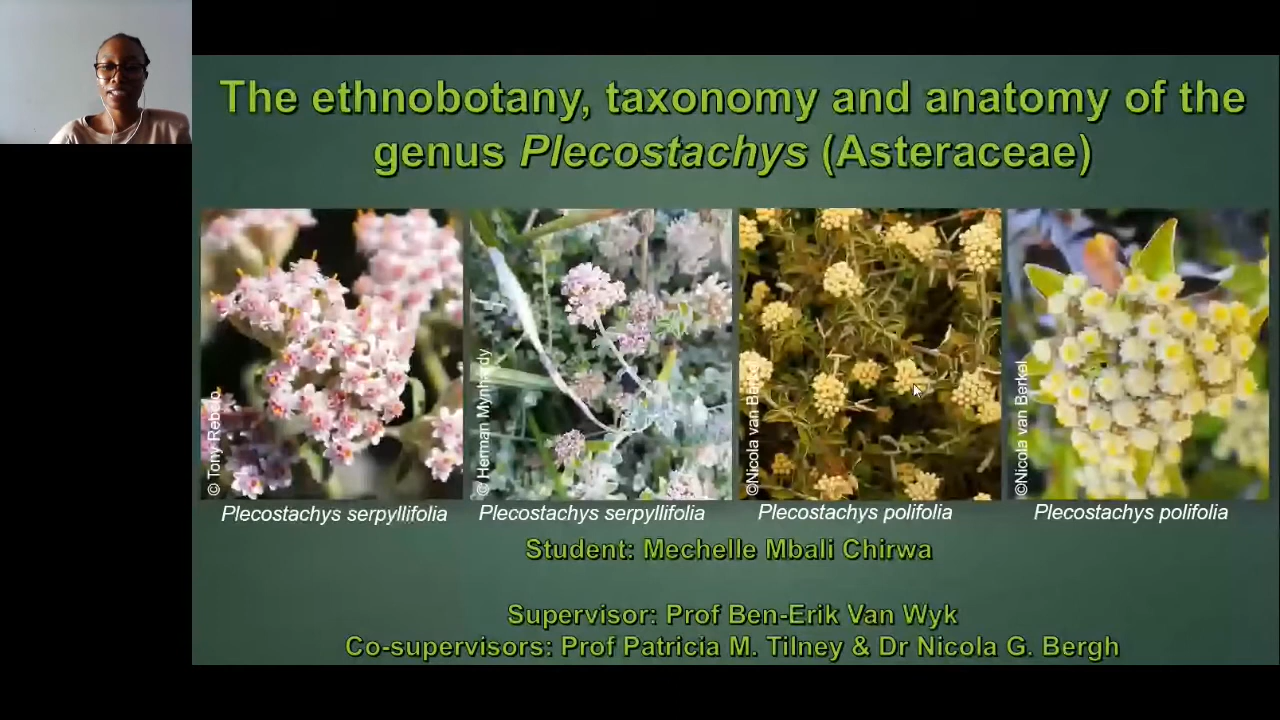 The ethnobotany, taxonomy and anatomy of the
genus Plecostachys (Asteraceae)
© Tony Rebelo
© Herman Mynhardy
©Nicola van Berkel
©Nicola van Berkel
Plecostachys serpyllifolia
Plecostachys serpyllifolia
Plecostachys polifolia
Plecostachys polifolia
Student: Mechelle Mbali Chirwa
Supervisor: Prof Ben-Erik Van Wyk
Co-supervisors: Prof Patricia M. Tilney & Dr Nicola G. Bergh